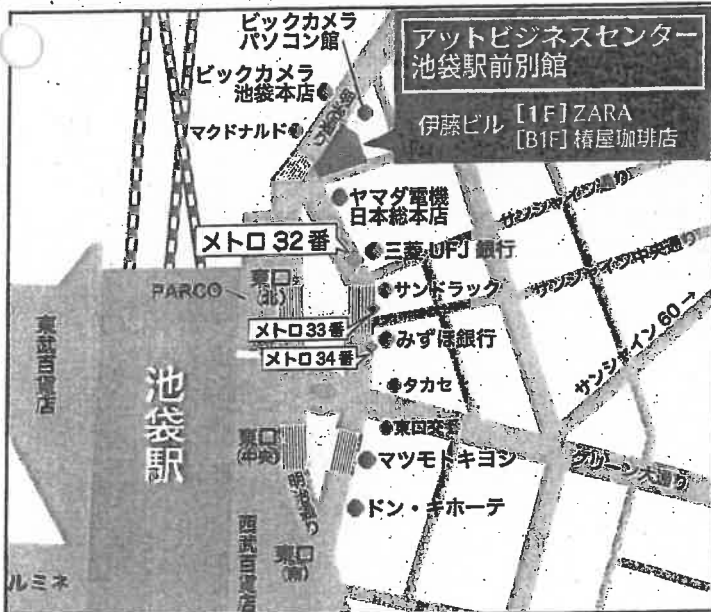 ビックカメラ
パソコン館
アットビジネスセンター
池袋駅前別館
伊藤ビル [1F] ZARA
[B1F] 椿屋珈琲店
ビックカメラ
池袋本店
明治通り
マクドナルド
ヤマダ電機
日本総本店
サンシャイン通り
メトロ32番
三菱UFJ銀行
サンシャイン中央通り
東口
(北)
PARCO
サンドラック
メトロ33番
みずほ銀行
メトロ34番
サンシャイン60→
東武百貨店
池袋駅
タカセ
東口交番
東口
(中央)
マツモトキヨシ
グリーン大通り
明治通り
ドン・キホーテ
西武百貨店
東口
(南)
ルミネ